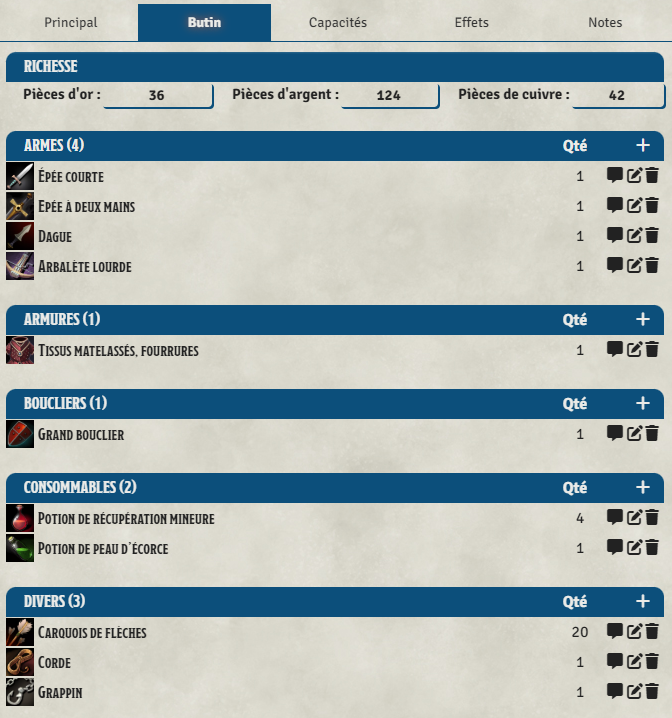 Principal Butin Capacités Effets Notes
RICHESSE
Pièces d'or : 36 Pièces d'argent : 124 Pièces de cuivre : 42
ARMES (4) Qté +
Épée courte 1
Epée à deux mains 1
Dague 1
Arbalète lourde 1
ARMURES (1) Qté +
Tissus matelassés, fourrures 1
BOUCLIERS (1) Qté +
Grand bouclier 1
CONSOMMABLES (2) Qté +
Potion de récupération mineure 4
Potion de peau d'écorce 1
DIVERS (3) Qté +
Carquois de flèches 20
Corde 1
Grappin 1